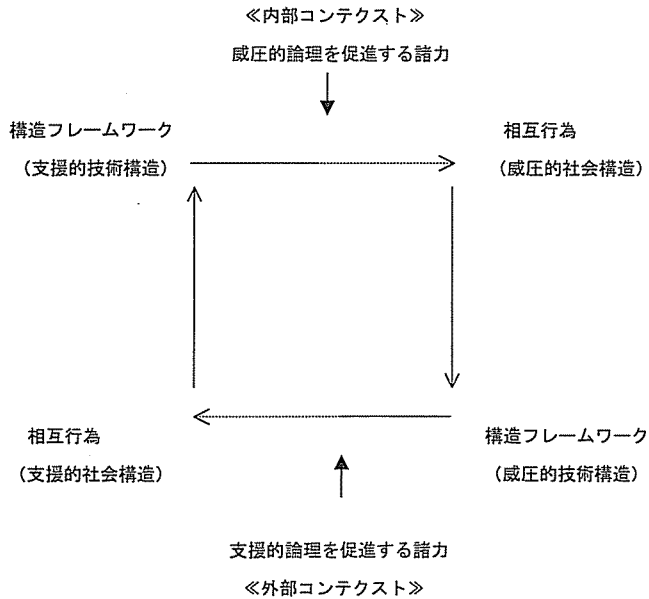 ≪内部コンテクスト≫
威圧的論理を促進する諸力
構造フレームワーク
（支援的技術構造）
相互行為
（威圧的社会構造）
相互行為
（支援的社会構造）
構造フレームワーク
（威圧的技術構造）
支援的論理を促進する諸力
≪外部コンテクスト≫